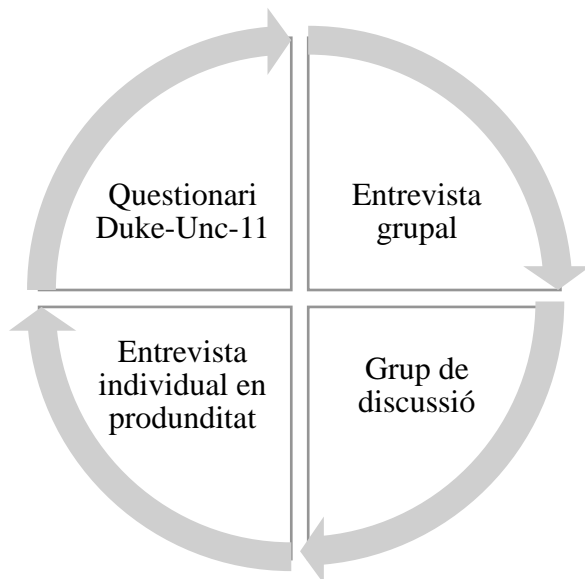 Questionari
Duke-Unc-11
Entrevista
grupal
Entrevista
individual en
produnditat
Grup de
discussió